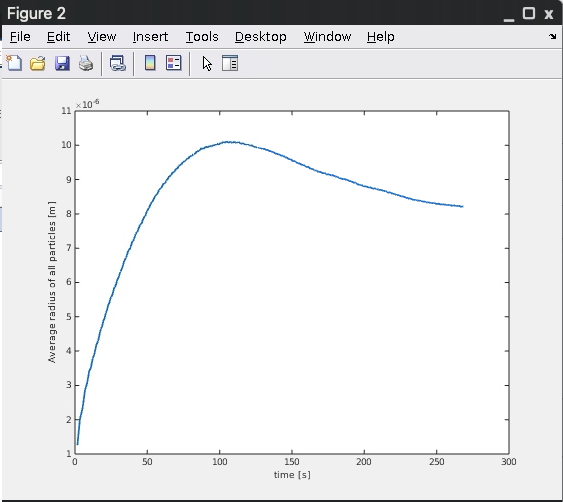 Figure 2
File Edit View Insert Tools Desktop Window Help
×10⁻⁶
11
10
9
8
7
6
5
4
3
2
1
Average radius of all particles [m]
0 50 100 150 200 250 300
time [s]